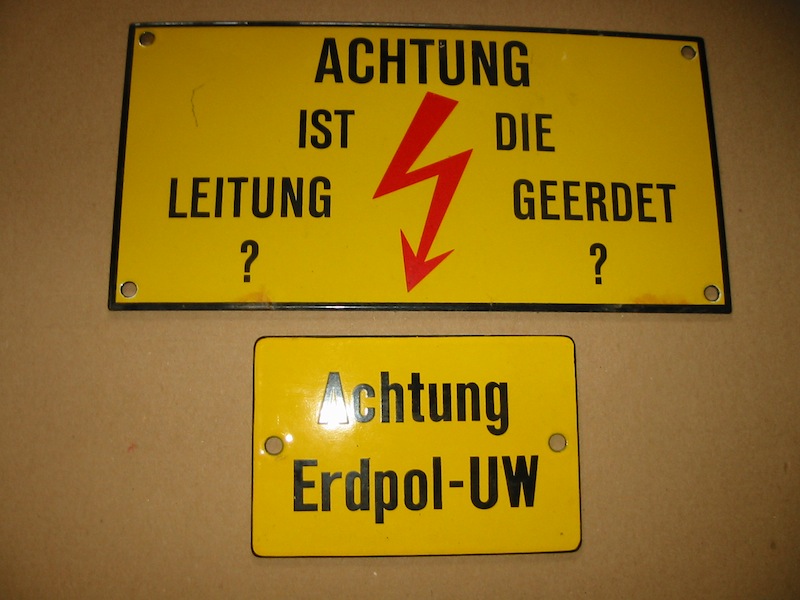 ACHTUNG
IST DIE
LEITUNG GEERDET
? ?
Achtung
Erdpol-UW